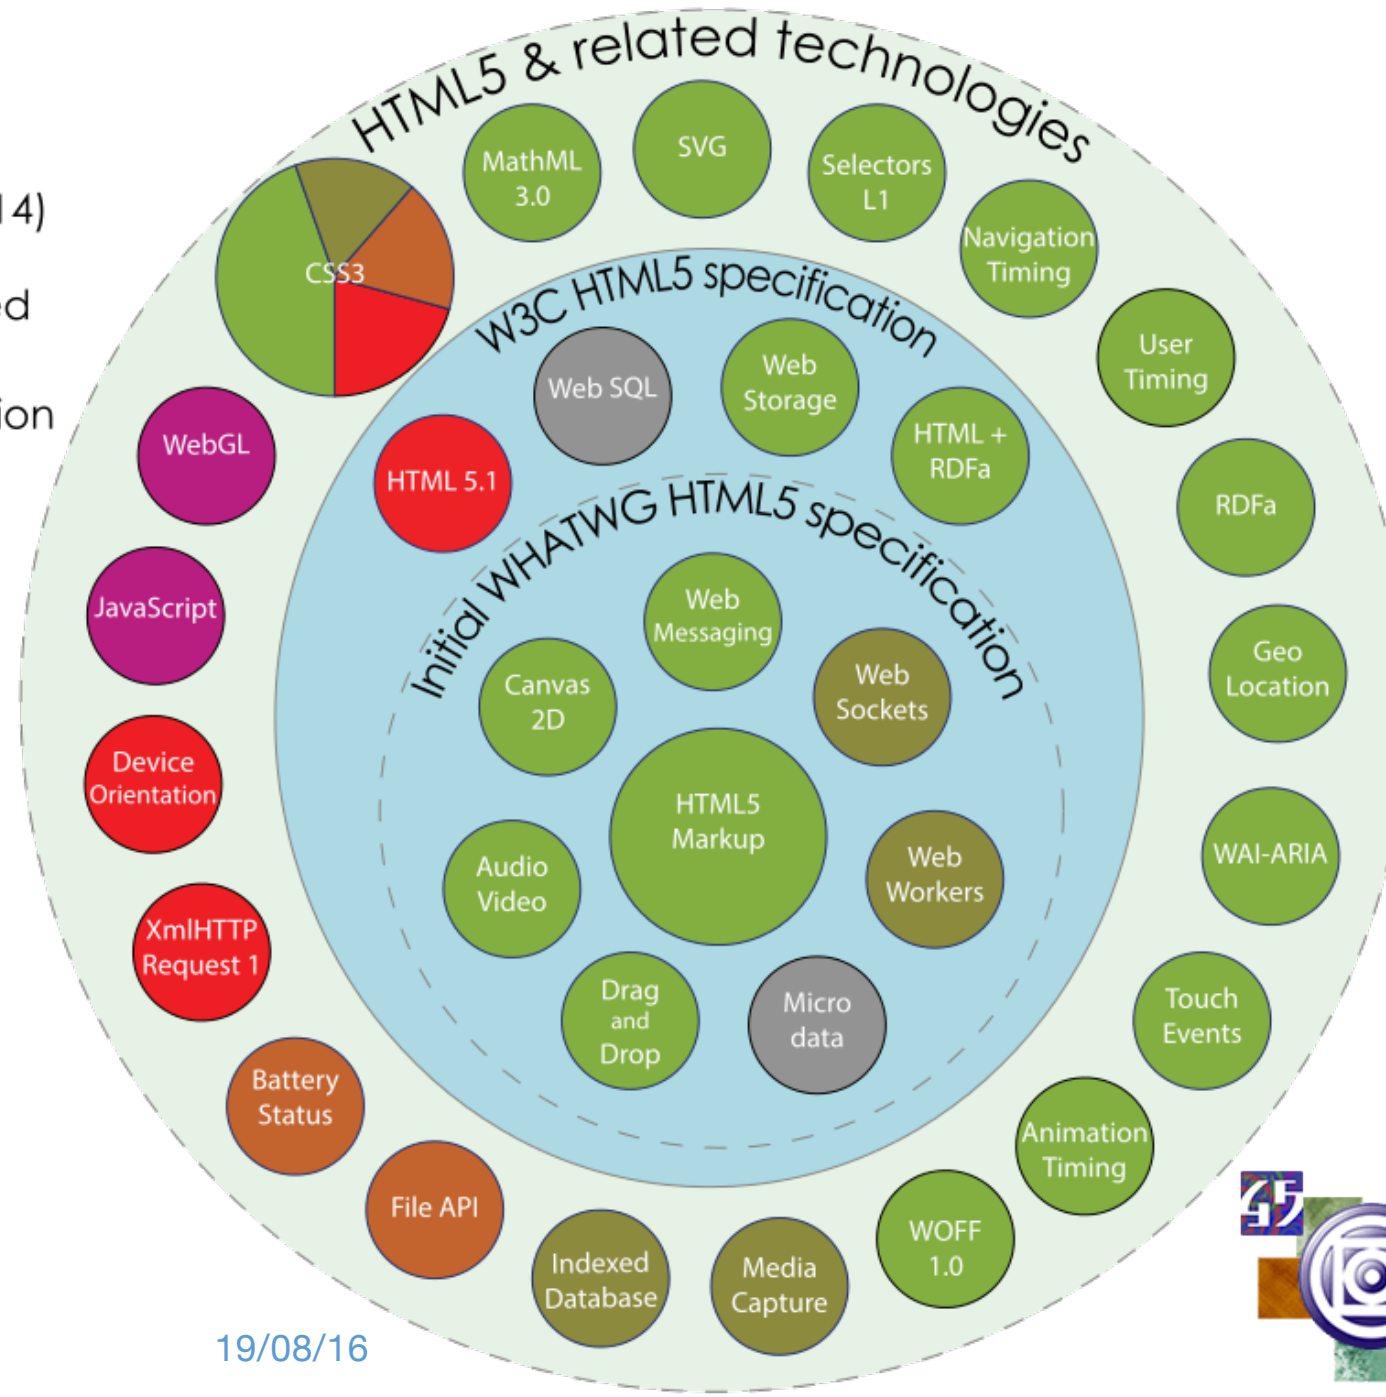 HTML5 & related technologies
MathML
3.0
SVG
Selectors
L1
Navigation
Timing
User
Timing
RDFa
Geo
Location
WAI-ARIA
Touch
Events
Animation
Timing
WOFF
1.0
Media
Capture
Indexed
Database
File API
Battery
Status
XmlHTTP
Request 1
Device
Orientation
JavaScript
WebGL
CSS3
14)
ed
ion
W3C HTML5 specification
HTML 5.1
Web SQL
Web
Storage
HTML +
RDFa
Initial WHATWG HTML5 specification
Web
Messaging
Web
Sockets
Web
Workers
Micro
data
Drag
and
Drop
Audio
Video
Canvas
2D
HTML5
Markup
19/08/16